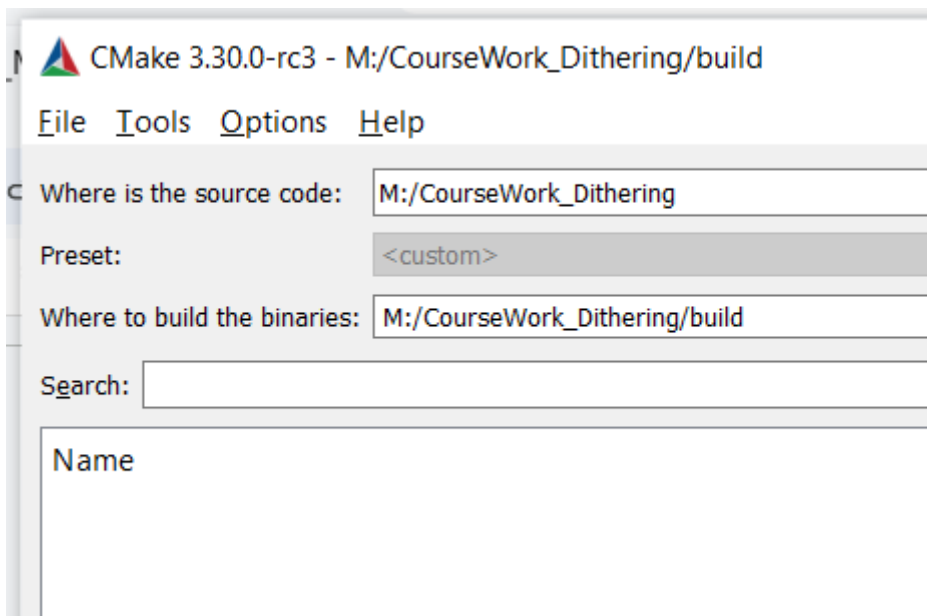 CMake 3.30.0-rc3 - M:/CourseWork_Dithering/build
File Tools Options Help
Where is the source code: M:/CourseWork_Dithering
Preset: <custom>
Where to build the binaries: M:/CourseWork_Dithering/build
Search:
Name